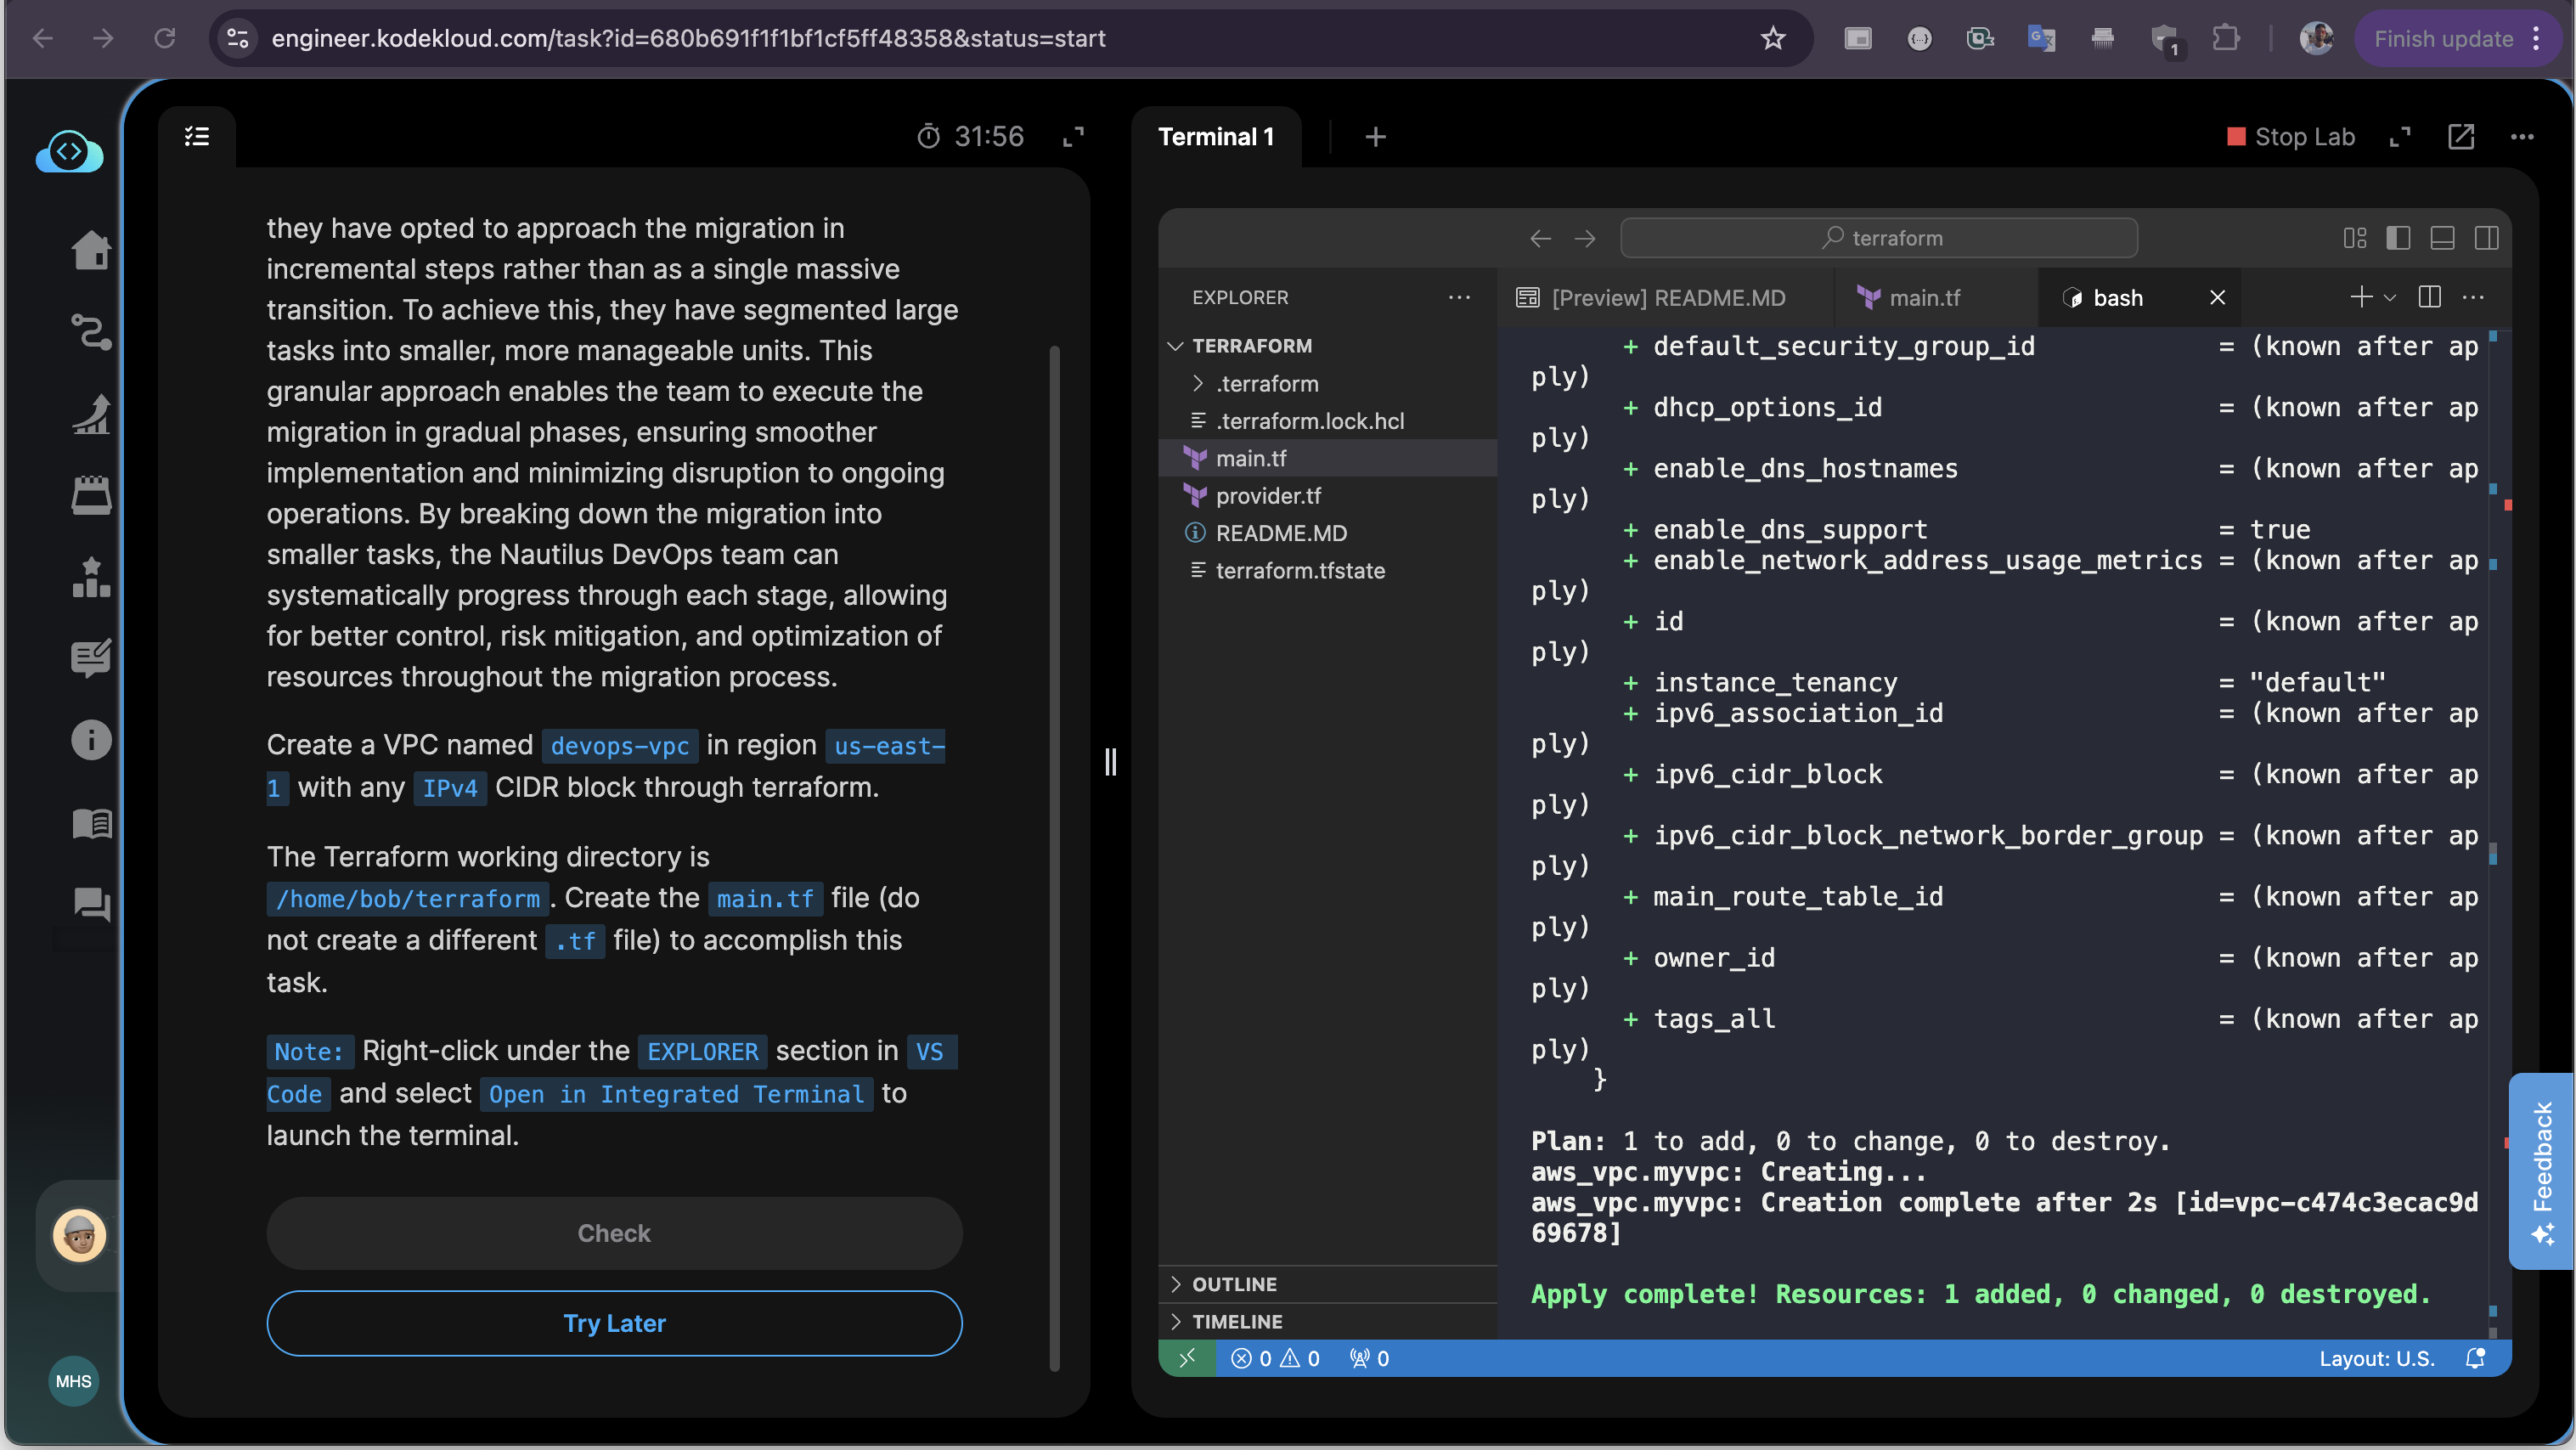 engineer.kodekloud.com/task?id=680b691f1f1bf1cf5ff48358&status=start
1
Finish update
31:56
Terminal 1
Stop Lab
they have opted to approach the migration in
incremental steps rather than as a single massive
transition. To achieve this, they have segmented large
tasks into smaller, more manageable units. This
granular approach enables the team to execute the
migration in gradual phases, ensuring smoother
implementation and minimizing disruption to ongoing
operations. By breaking down the migration into
smaller tasks, the Nautilus DevOps team can
systematically progress through each stage, allowing
for better control, risk mitigation, and optimization of
resources throughout the migration process.
Create a VPC named devops-vpc in region us-east-
1 with any IPv4 CIDR block through terraform.
The Terraform working directory is
/home/bob/terraform. Create the main.tf file (do
not create a different .tf file) to accomplish this
task.
Note: Right-click under the EXPLORER section in VS
Code and select Open in Integrated Terminal to
launch the terminal.
Check
Try Later
MHS
terraform
EXPLORER
TERRAFORM
.terraform
.terraform.lock.hcl
main.tf
provider.tf
README.MD
terraform.tfstate
OUTLINE
TIMELINE
[Preview] README.MD
main.tf
bash
+ default_security_group_id = (known after ap
ply)
+ dhcp_options_id = (known after ap
ply)
+ enable_dns_hostnames = (known after ap
ply)
+ enable_dns_support = true
+ enable_network_address_usage_metrics = (known after ap
ply)
+ id = (known after ap
ply)
+ instance_tenancy = "default"
+ ipv6_association_id = (known after ap
ply)
+ ipv6_cidr_block = (known after ap
ply)
+ ipv6_cidr_block_network_border_group = (known after ap
ply)
+ main_route_table_id = (known after ap
ply)
+ owner_id = (known after ap
ply)
+ tags_all = (known after ap
ply)
}
Plan: 1 to add, 0 to change, 0 to destroy.
aws_vpc.myvpc: Creating...
aws_vpc.myvpc: Creation complete after 2s [id=vpc-c474c3ecac9d
69678]
Apply complete! Resources: 1 added, 0 changed, 0 destroyed.
0 0 0
Layout: U.S.
Feedback